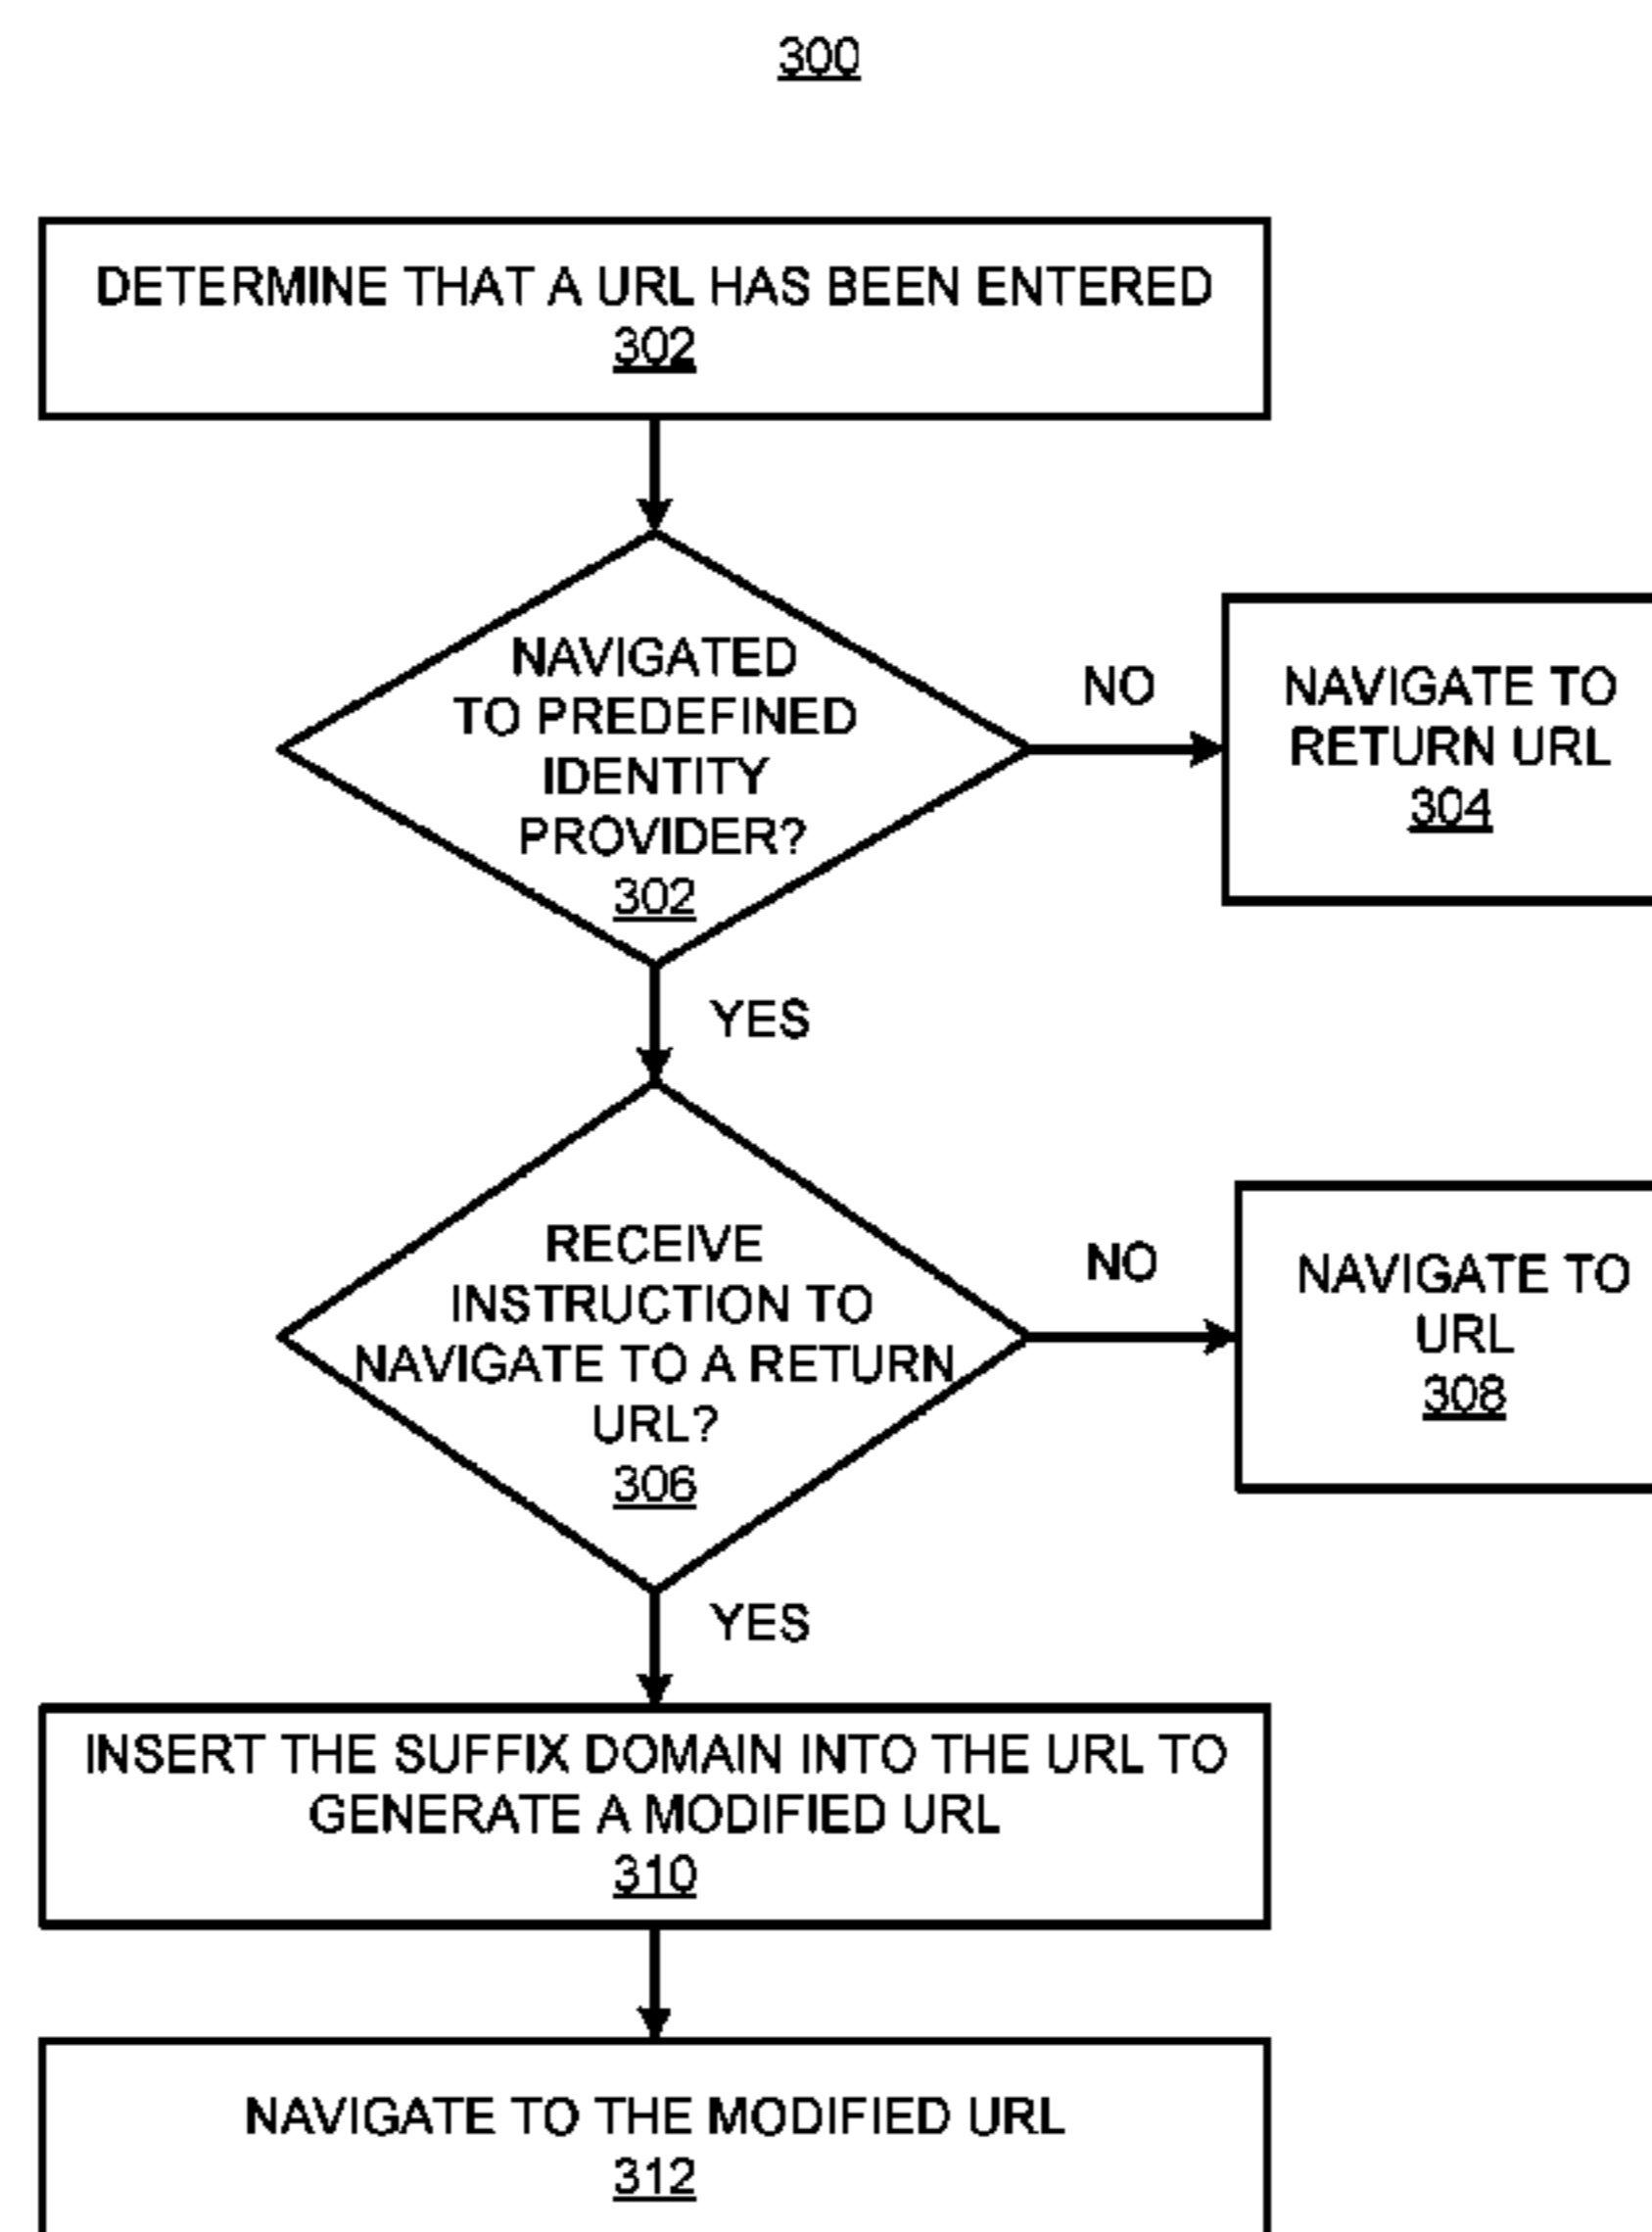 300
DETERMINE THAT A URL HAS BEEN ENTERED
302
NAVIGATED
TO PREDEFINED
IDENTITY
PROVIDER?
302
NO
NAVIGATE TO
RETURN URL
304
YES
RECEIVE
INSTRUCTION TO
NAVIGATE TO A RETURN
URL?
306
NO
NAVIGATE TO
URL
308
YES
INSERT THE SUFFIX DOMAIN INTO THE URL TO
GENERATE A MODIFIED URL
310
NAVIGATE TO THE MODIFIED URL
312